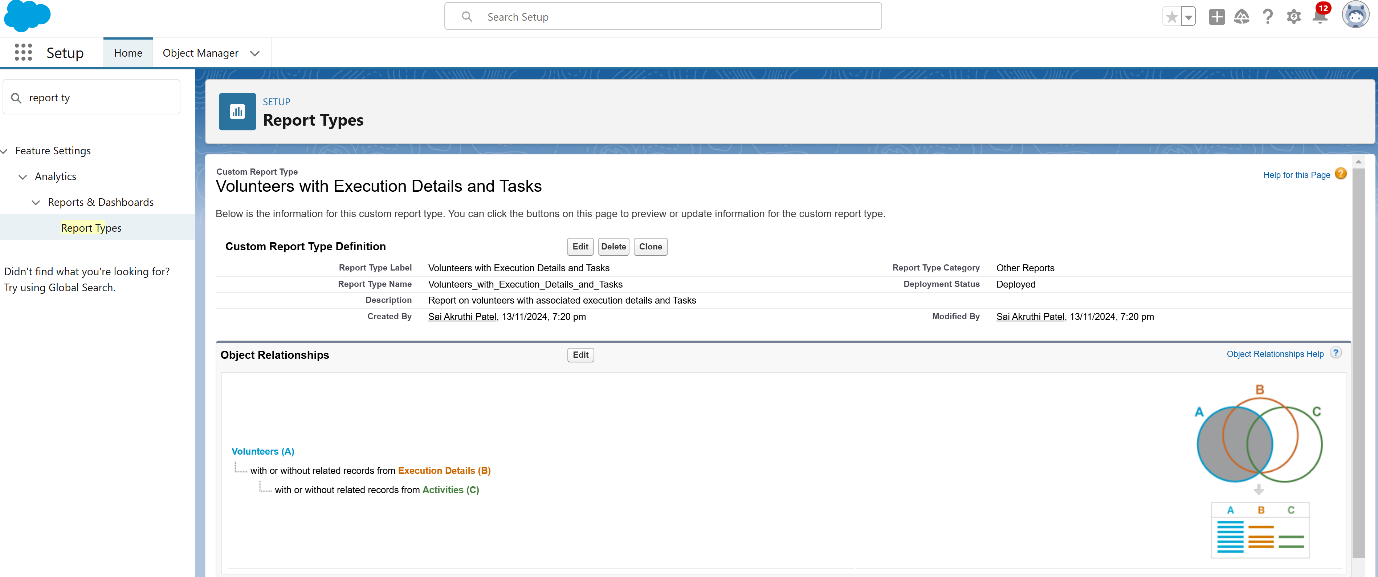 Search Setup
12
Setup
Home
Object Manager
report ty
Feature Settings
Analytics
Reports & Dashboards
Report Types
Didn't find what you're looking for?
Try using Global Search.
SETUP
Report Types
Custom Report Type
Volunteers with Execution Details and Tasks
Help for this Page ?
Below is the information for this custom report type. You can click the buttons on this page to preview or update information for the custom report type.
Custom Report Type Definition Edit Delete Clone
Report Type Label Volunteers with Execution Details and Tasks Report Type Category Other Reports
Report Type Name Volunteers_with_Execution_Details_and_Tasks Deployment Status Deployed
Description Report on volunteers with associated execution details and Tasks
Created By Sai Akruthi Patel, 13/11/2024, 7:20 pm Modified By Sai Akruthi Patel, 13/11/2024, 7:20 pm
Object Relationships Edit Object Relationships Help ?
Volunteers (A)
with or without related records from Execution Details (B)
with or without related records from Activities (C)
B
A C
A B C